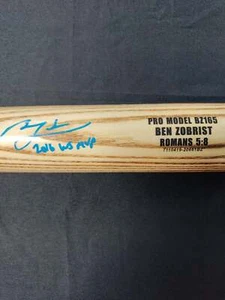 PRO MODEL BZ165
BEN ZOBRIST
ROMANS 5:8
2016 WS MVP